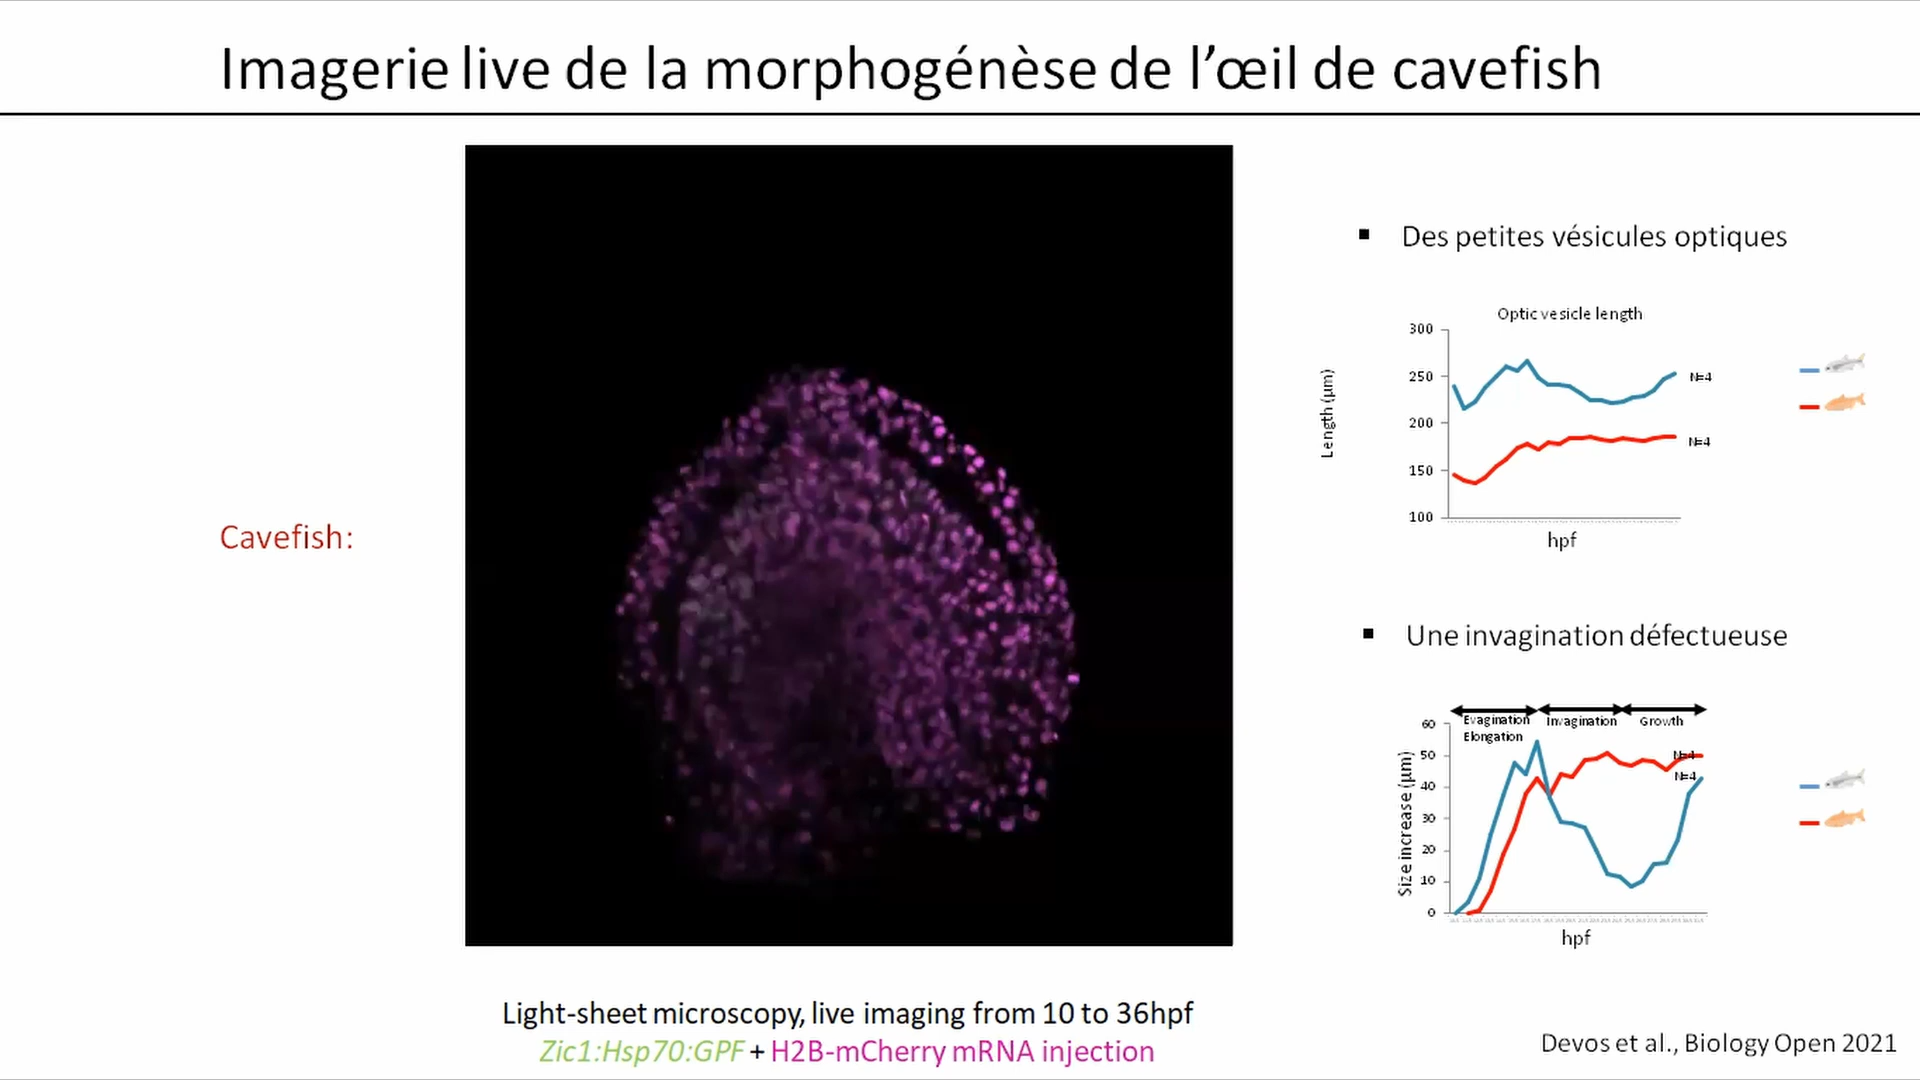 Imagerie live de la morphogénèse de l’œil de cavefish
Cavefish:
Light-sheet microscopy, live imaging from 10 to 36hpf
Zic1:Hsp70:GPF + H2B-mCherry mRNA injection
▪ Des petites vésicules optiques
Optic vesicle length
Length (µm)
300
250
200
150
100
N=4
N=4
hpf
▪ Une invagination défectueuse
Evagination Invagination Growth
Elongation
Size increase (µm)
60
50
40
30
20
10
0
N=4
N=4
hpf
Devos et al., Biology Open 2021